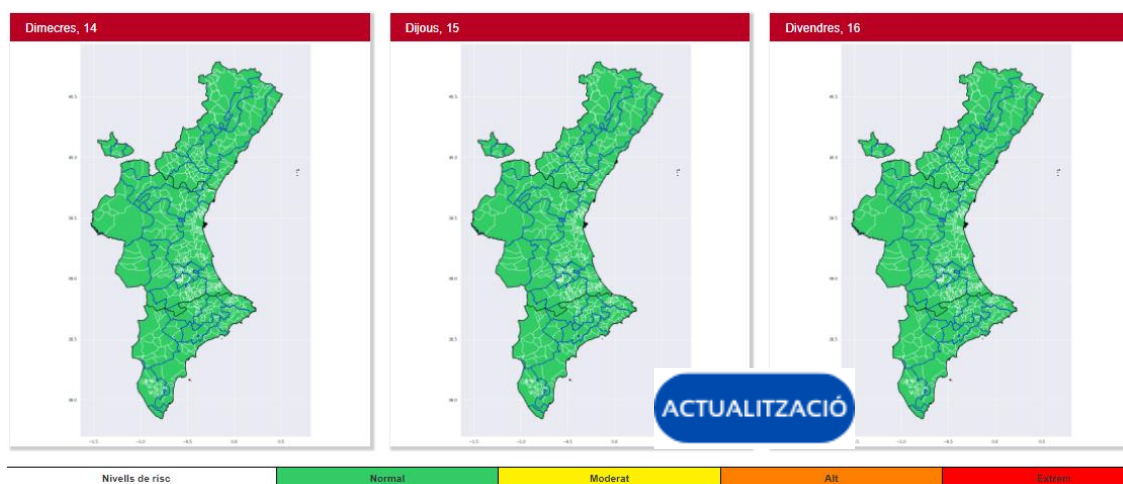 Dimecres, 14
Dijous, 15
Divendres, 16
ACTUALITZACIÓ
Nivells de risc
Normal
Moderat
Alt
Extrem